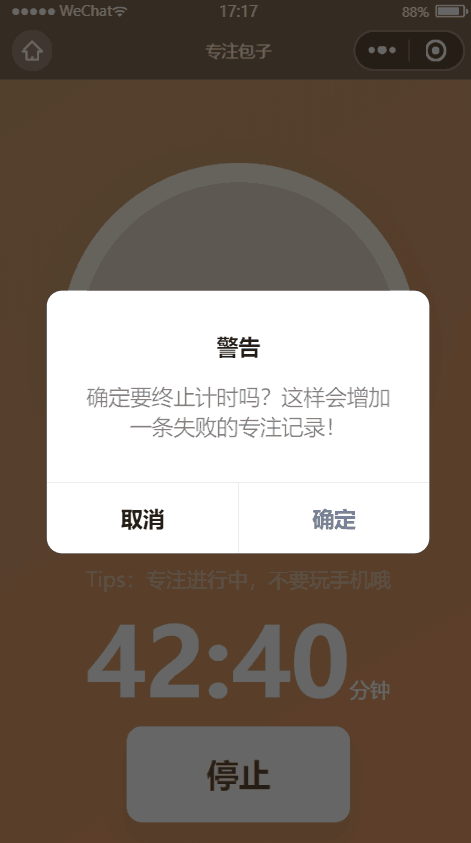 ●●●●● WeChat 17:17 88%
专注包子
警告
确定要终止计时吗？这样会增加
一条失败的专注记录！
取消 确定
Tips：专注进行中，不要玩手机哦
42:40分钟
停止